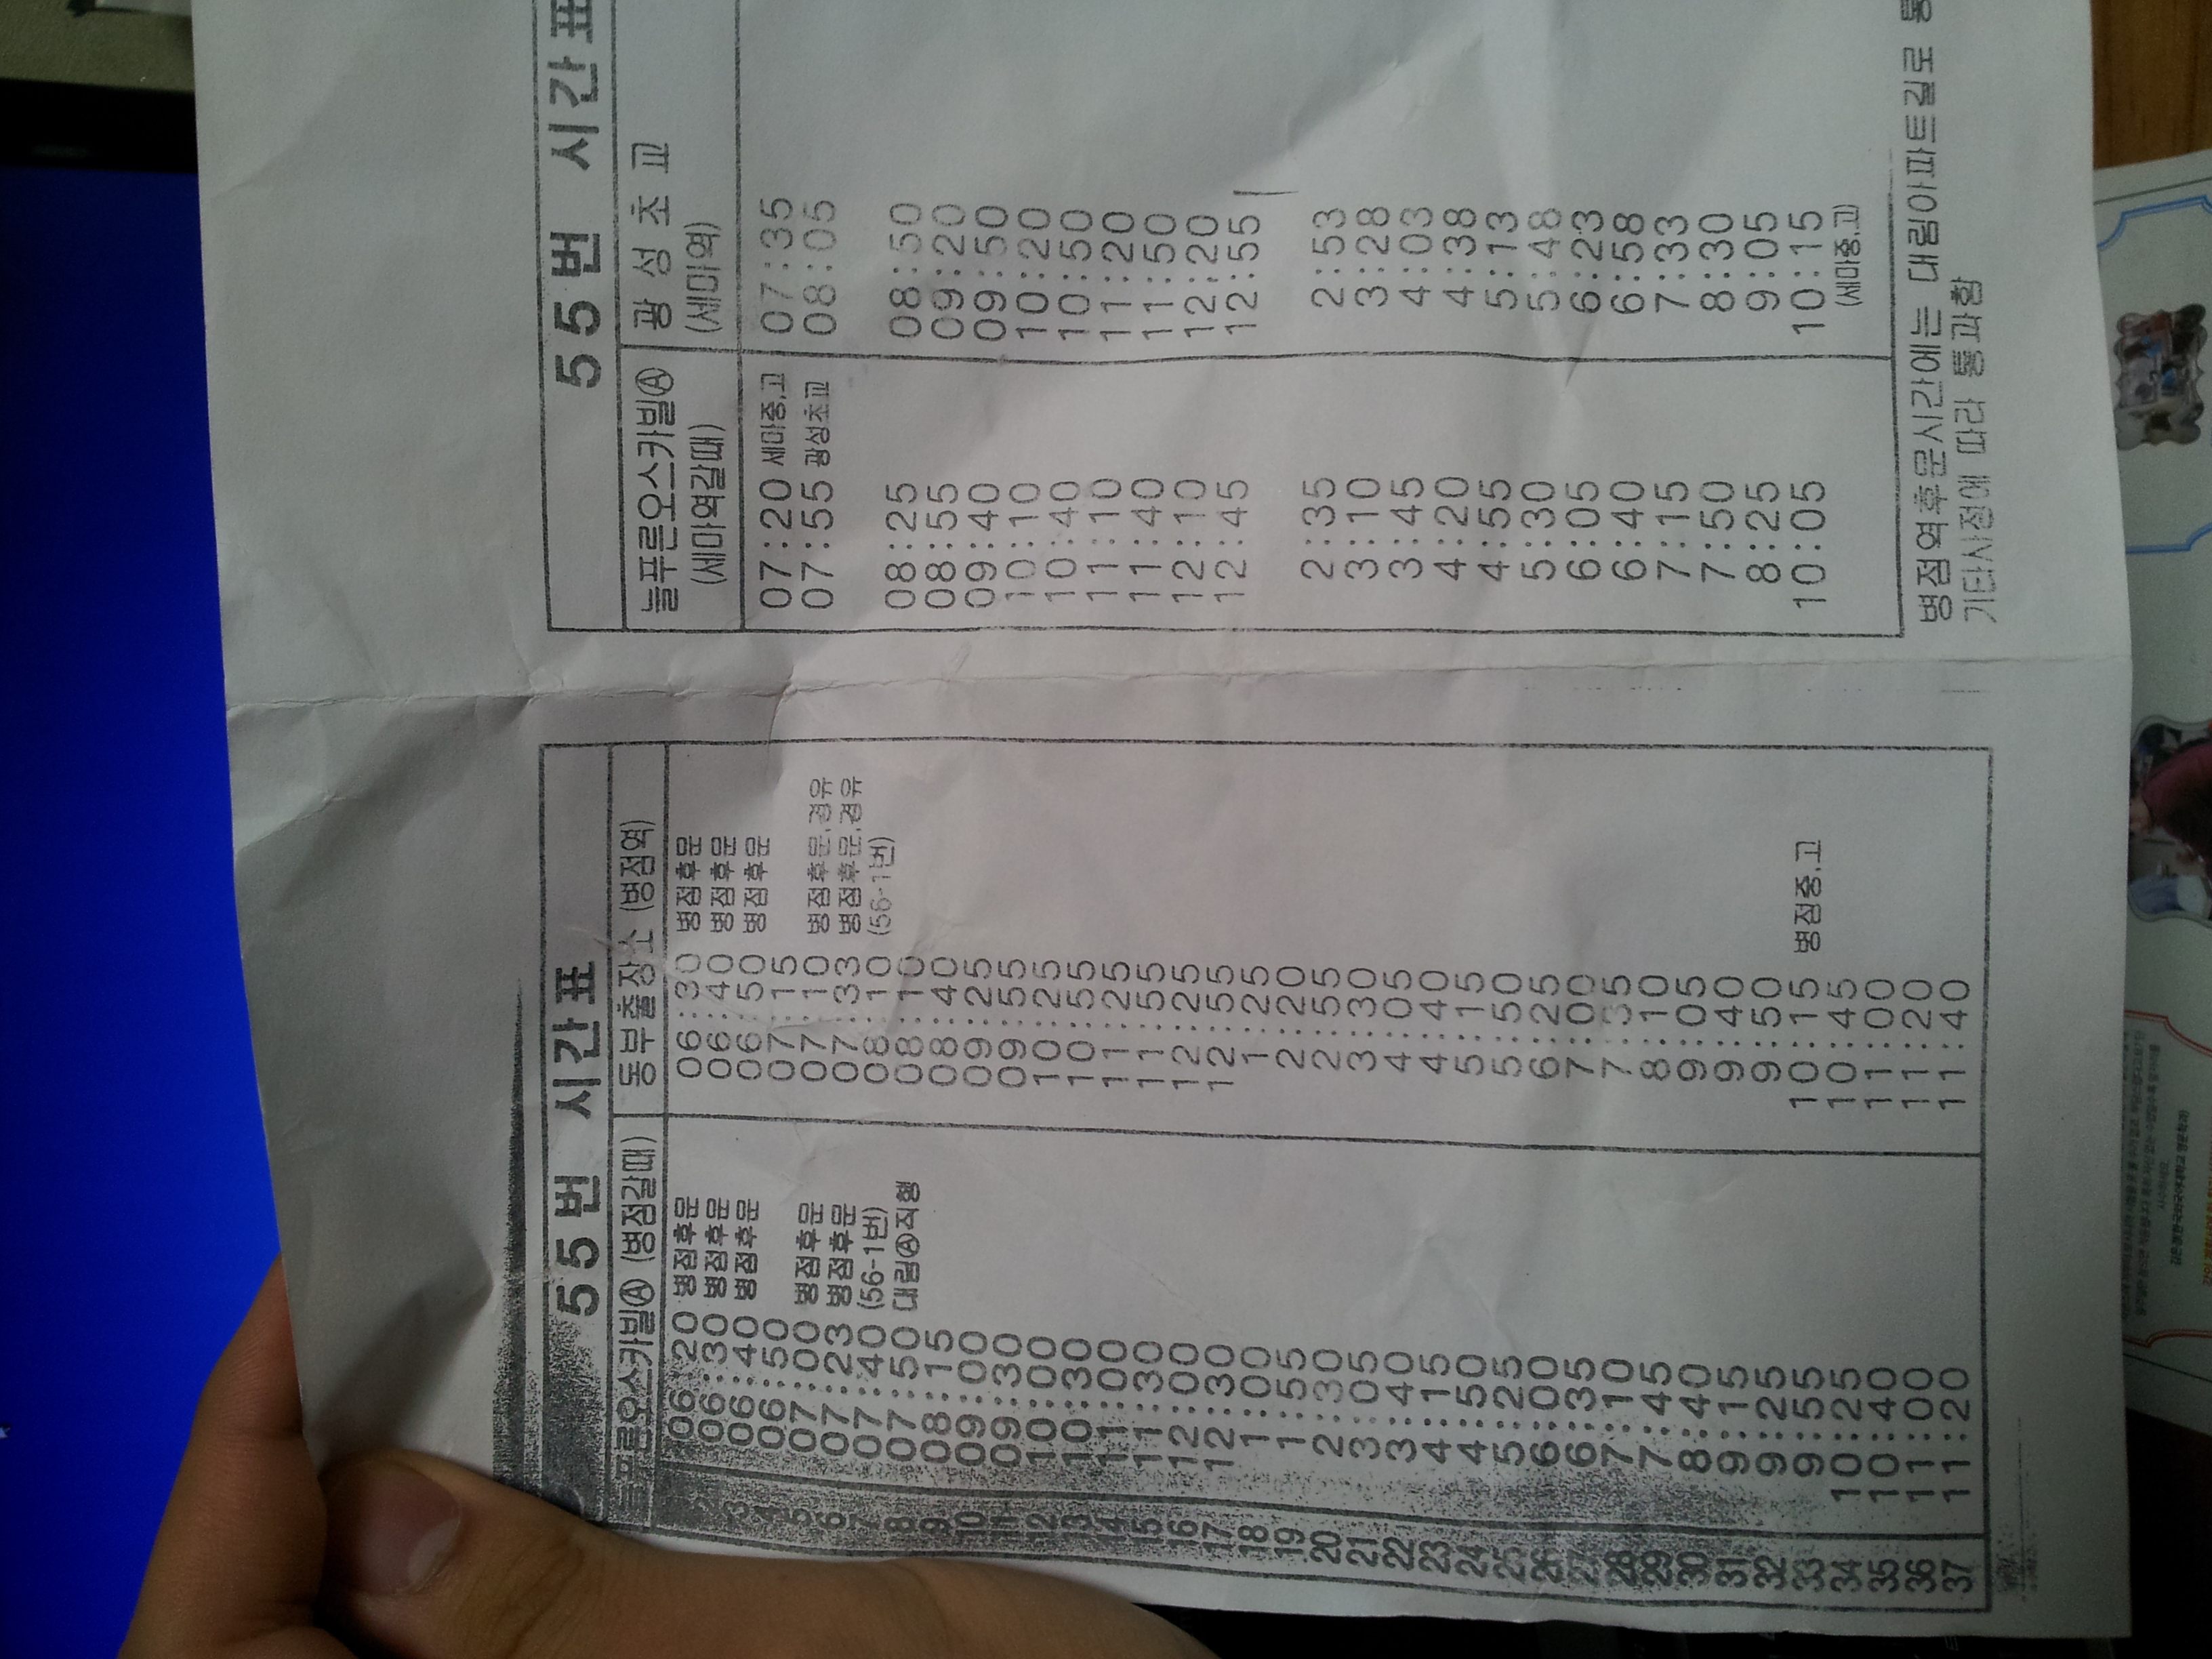 55번 시간표
늘푸른오스카빌Ⓐ (병점갈때) 동부출장소 (병점역)
06:20 병점후문 06:30 병점후문
06:30 병점후문 06:40 병점후문
3 06:40 병점후문 06:50 병점후문
4 06:50 07:15
5 07:00 병점후문 07:10 병점후문.경유
6 07:23 병점후문 07:33 병점후문.경유
7 07:40 (56-1번) 08:10 (56-1번)
8 07:50 대림Ⓐ직행 08:10
9 08:15 08:40
10 09:00 09:25
11 09:30 09:55
12 10:00 10:25
13 10:30 10:55
14 11:00 11:25
15 11:30 11:55
16 12:00 12:25
17 12:30 12:55
18 1:00 1:25
19 1:55 2:20
20 2:30 2:55
21 3:05 3:30
22 3:40 4:05
23 4:15 4:40
24 4:50 5:15
25 5:25 5:50
26 6:00 6:25
27 6:35 7:00
28 7:10 7:35
29 7:45 8:10
30 8:40 9:05
31 9:15 9:40
32 9:25 9:50
33 9:55 10:15 병점중.고
34 10:25 10:45
35 10:40 11:00
36 11:00 11:20
37 11:20 11:40
55번 시간표
늘푸른오스카빌Ⓐ 광성초교
(세마역갈때) (세마역)
07:20 세마중.고 07:35
07:55 광성초교 08:05
08:25 08:50
08:55 09:20
09:40 09:50
10:10 10:20
10:40 10:50
11:10 11:20
11:40 11:50
12:10 12:20
12:45 12:55
2:35 2:53
3:10 3:28
3:45 4:03
4:20 4:38
4:55 5:13
5:30 5:48
6:05 6:23
6:40 6:58
7:15 7:33
7:50 8:30
8:25 9:05
10:05 10:15
(세마중.고)
병점역후문시간에는 대림아파트길로 통
기타사정에 따라 통과함
김은경(한국외국어대학교 영문학과)